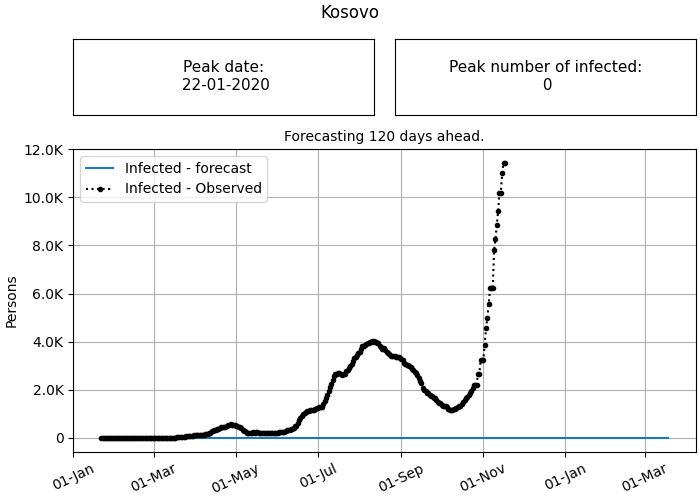 Kosovo
Peak date:
22-01-2020
Peak number of infected:
0
Forecasting 120 days ahead.
12.0K
10.0K
8.0K
6.0K
4.0K
2.0K
0
Persons
Infected - forecast
Infected - Observed
01-Jan
01-Mar
01-May
01-Jul
01-Sep
01-Nov
01-Jan
01-Mar